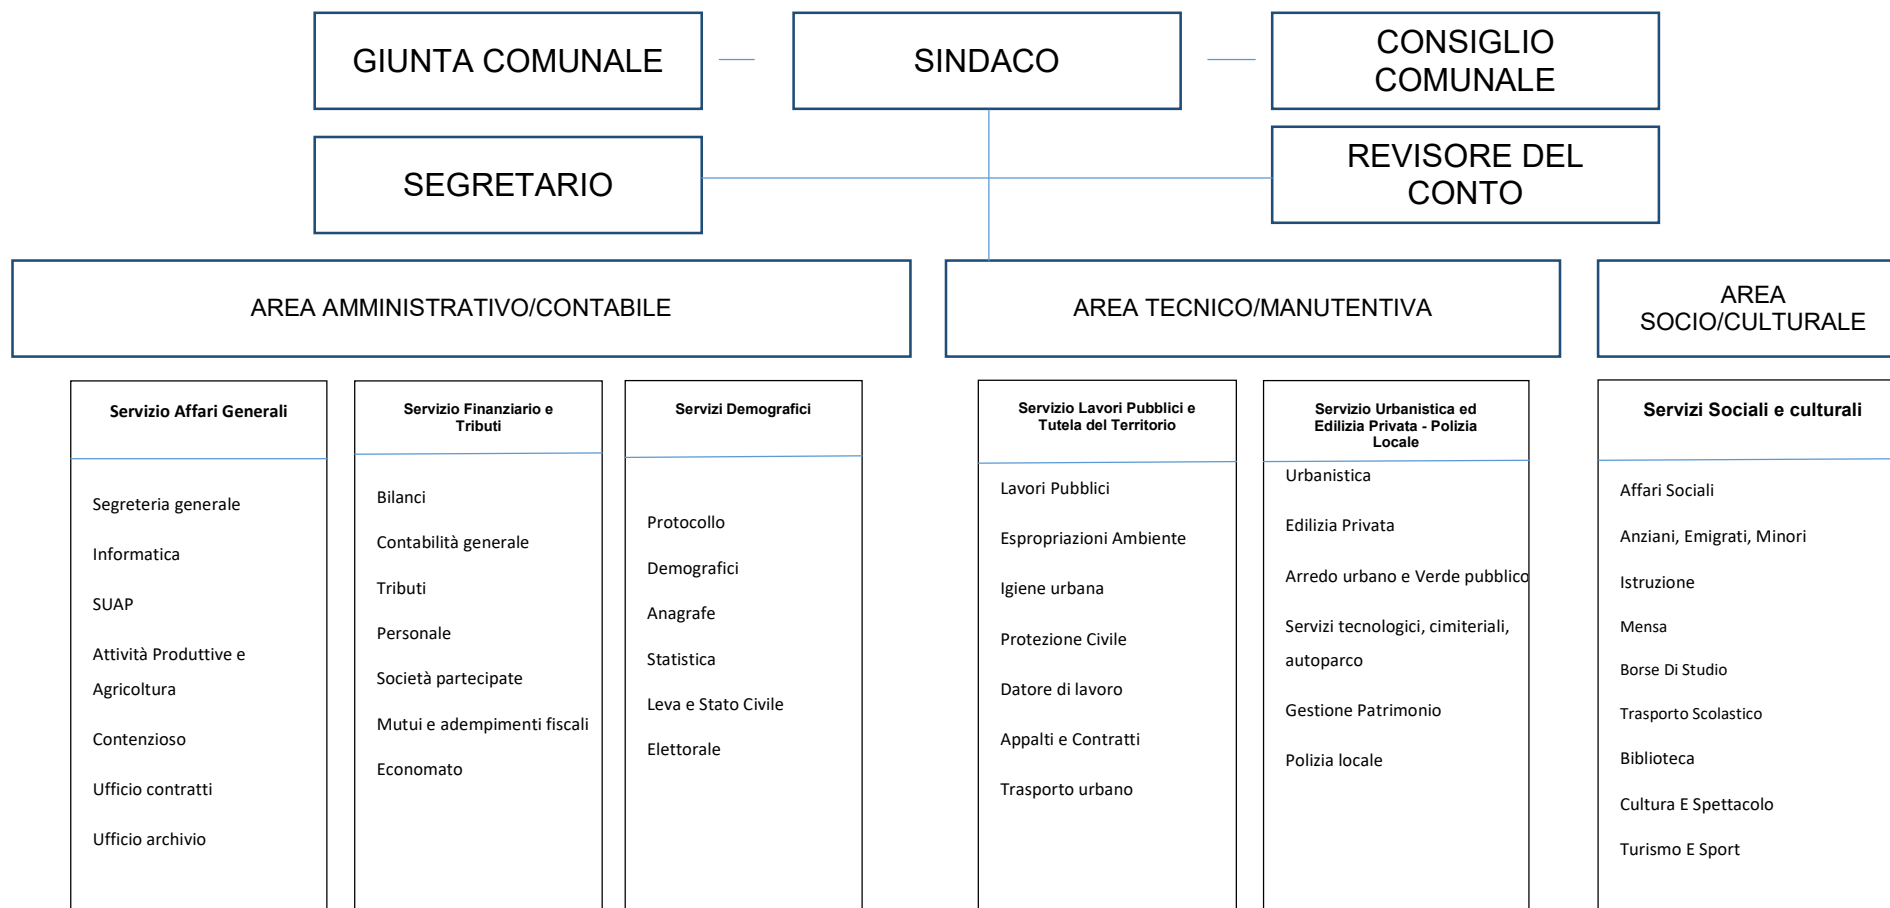 GIUNTA COMUNALE
SINDACO
CONSIGLIO
COMUNALE
SEGRETARIO
REVISORE DEL
CONTO
AREA AMMINISTRATIVO/CONTABILE
AREA TECNICO/MANUTENTIVA
AREA
SOCIO/CULTURALE
Servizio Affari Generali
Segreteria generale
Informatica
SUAP
Attività Produttive e
Agricoltura
Contenzioso
Ufficio contratti
Ufficio archivio
Servizio Finanziario e
Tributi
Bilanci
Contabilità generale
Tributi
Personale
Società partecipate
Mutui e adempimenti fiscali
Economato
Servizi Demografici
Protocollo
Demografici
Anagrafe
Statistica
Leva e Stato Civile
Elettorale
Servizio Lavori Pubblici e
Tutela del Territorio
Lavori Pubblici
Espropriazioni Ambiente
Igiene urbana
Protezione Civile
Datore di lavoro
Appalti e Contratti
Trasporto urbano
Servizio Urbanistica ed
Edilizia Privata - Polizia
Locale
Urbanistica
Edilizia Privata
Arredo urbano e Verde pubblico
Servizi tecnologici, cimiteriali,
autoparco
Gestione Patrimonio
Polizia locale
Servizi Sociali e culturali
Affari Sociali
Anziani, Emigrati, Minori
Istruzione
Mensa
Borse Di Studio
Trasporto Scolastico
Biblioteca
Cultura E Spettacolo
Turismo E Sport